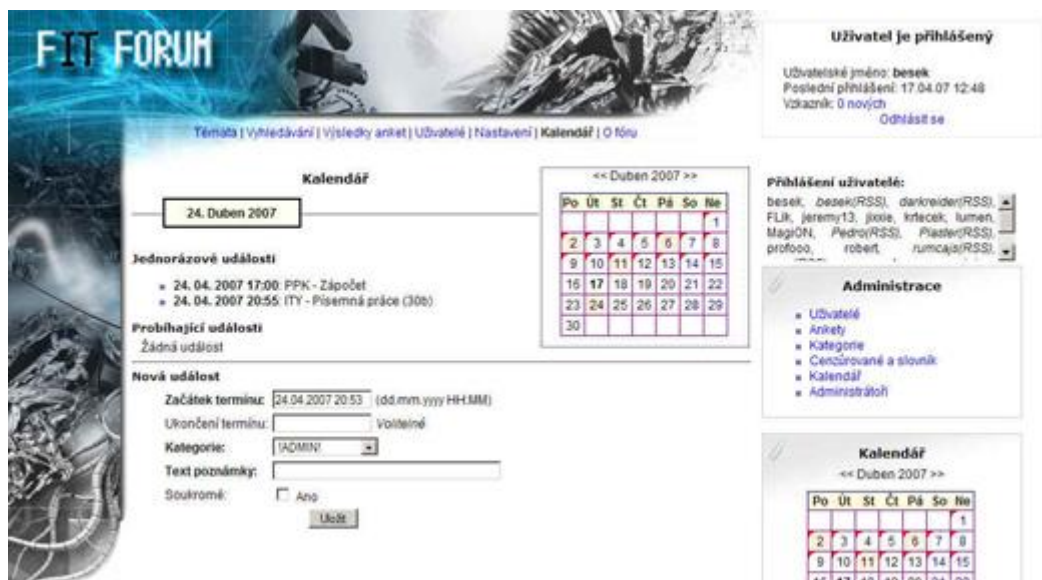 FIT FORUM
Uživatel je přihlášený
Uživatelské jméno: besek
Poslední přihlášení: 17.04.07 12:48
Vzkazník: 0 nových
Odhlásit se
Témata | Vyhledávání | Výsledky anket | Uživatelé | Nastavení | Kalendář | O fóru
Kalendář
24. Duben 2007
<< Duben 2007 >>
Po Út St Čt Pá So Ne
1
2 3 4 5 6 7 8
9 10 11 12 13 14 15
16 17 18 19 20 21 22
23 24 25 26 27 28 29
30
Jednorázové události
24. 04. 2007 17:00: PPK - Zápočet
24. 04. 2007 20:55: ITY - Písemná práce (30b)
Probíhající události
Žádná událost
Nová událost
Začátek termínu: 24.04.2007 20:53 (dd.mm.yyyy HH:MM)
Ukončení termínu: Volitelné
Kategorie: !ADMIN!
Text poznámky:
Soukromé: Ano
Uložit
Přihlášení uživatelé:
besek, besek(RSS), darkreider(RSS),
FLik, jeremy13, jixxie, krtecek, lumen,
MagiON, Pedro(RSS), Plaster(RSS),
profooo, robert, rumcajs(RSS),
Administrace
Uživatelé
Ankety
Kategorie
Cenzúrované a slovník
Kalendář
Administrátoři
Kalendář
<< Duben 2007 >>
Po Út St Čt Pá So Ne
1
2 3 4 5 6 7 8
9 10 11 12 13 14 15